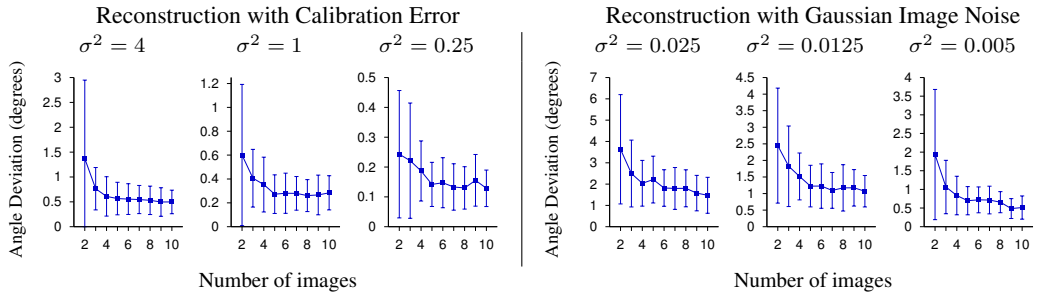 Reconstruction with Calibration Error
Reconstruction with Gaussian Image Noise
σ² = 4
σ² = 1
σ² = 0.25
σ² = 0.025
σ² = 0.0125
σ² = 0.005
Angle Deviation (degrees)
3
2.5
2
1.5
1
0.5
0
2 4 6 8 10
1.2
1
0.8
0.6
0.4
0.2
0
2 4 6 8 10
0.5
0.4
0.3
0.2
0.1
0
2 4 6 8 10
Number of images
Angle Deviation (degrees)
7
6
5
4
3
2
1
0
2 4 6 8 10
4.5
4
3.5
3
2.5
2
1.5
1
0.5
0
2 4 6 8 10
4
3.5
3
2.5
2
1.5
1
0.5
0
2 4 6 8 10
Number of images